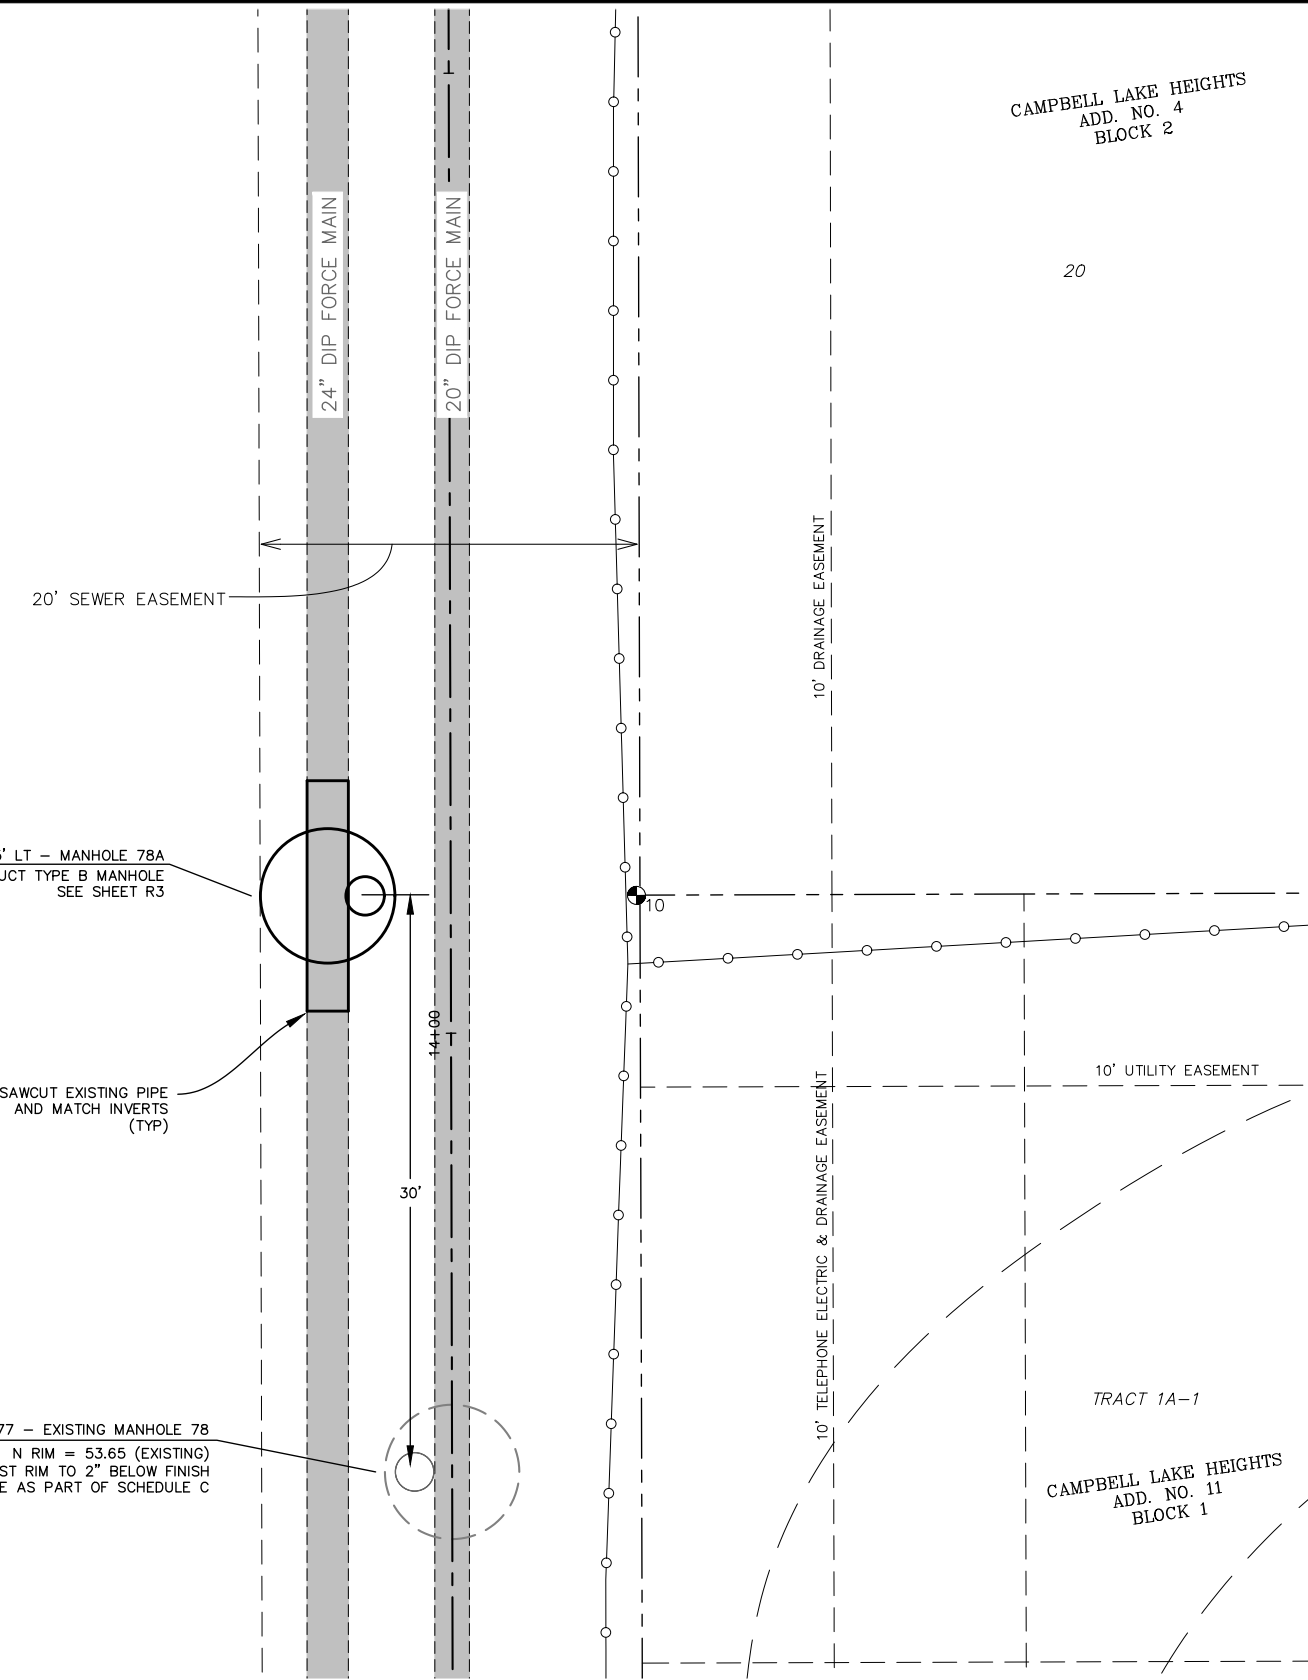 CAMPBELL LAKE HEIGHTS
ADD. NO. 4
BLOCK 2
24" DIP FORCE MAIN
20" DIP FORCE MAIN
20
20' SEWER EASEMENT
10' DRAINAGE EASEMENT
' LT – MANHOLE 78A
UCT TYPE B MANHOLE
SEE SHEET R3
10
14+00
SAWCUT EXISTING PIPE
AND MATCH INVERTS
(TYP)
10' UTILITY EASEMENT
30'
10' TELEPHONE ELECTRIC & DRAINAGE EASEMENT
TRACT 1A–1
77 – EXISTING MANHOLE 78
N RIM = 53.65 (EXISTING)
ST RIM TO 2" BELOW FINISH
E AS PART OF SCHEDULE C
CAMPBELL LAKE HEIGHTS
ADD. NO. 11
BLOCK 1